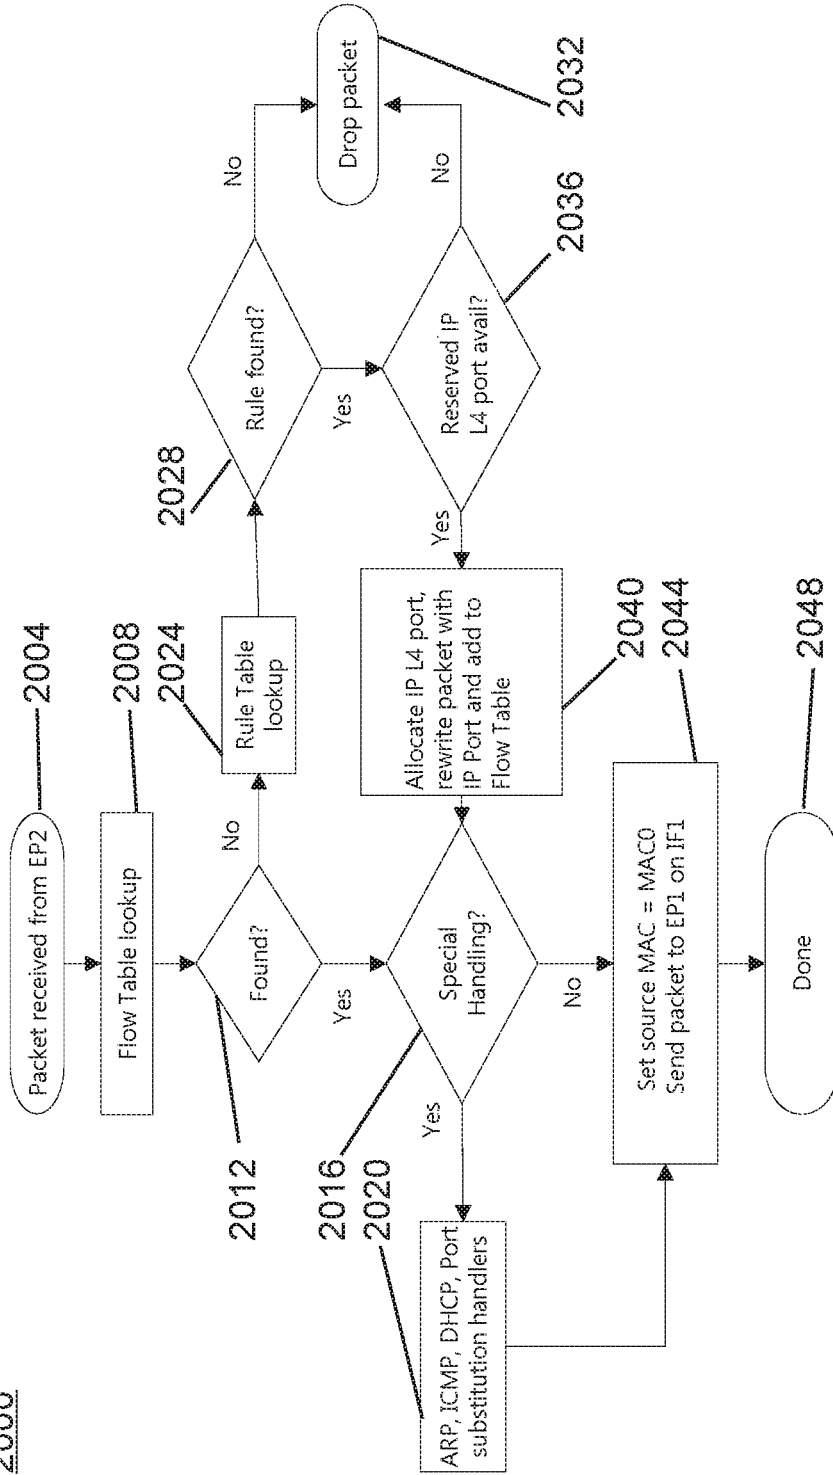 Packet received from EP2
2004
Flow Table lookup
2008
Found?
2012
No
Yes
Rule Table
lookup
2024
Rule found?
2028
No
Yes
Drop packet
2032
Reserved IP
L4 port avail?
2036
No
Yes
Allocate IP L4 port,
rewrite packet with
IP Port and add to
Flow Table
2040
Special
Handling?
2016
Yes
No
ARP, ICMP, DHCP, Port
substitution handlers
2020
Set source MAC = MAC0
Send packet to EP1 on IF1
2044
Done
2048